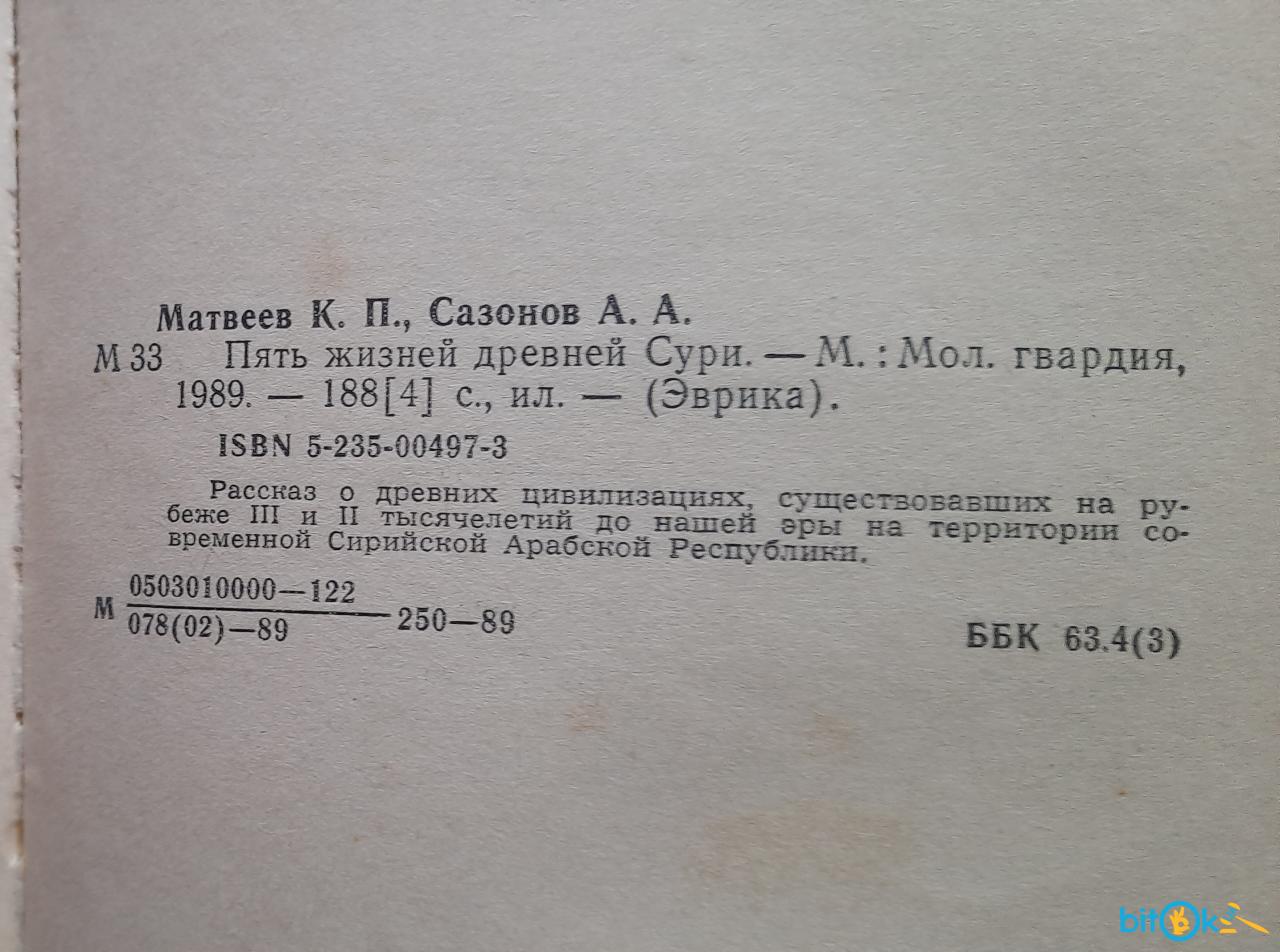 Матвеев К. П., Сазонов А. А.
М 33 Пять жизней древней Сури. — М. : Мол. гвардия,
1989. — 188[4] с., ил. — (Эврика).
ISBN 5-235-00497-3
Рассказ о древних цивилизациях, существовавших на ру-
беже III и II тысячелетий до нашей эры на территории со-
временной Сирийской Арабской Республики.
0503010000—122
М 078(02)—89 250—89
ББК 63.4(3)
bitOk